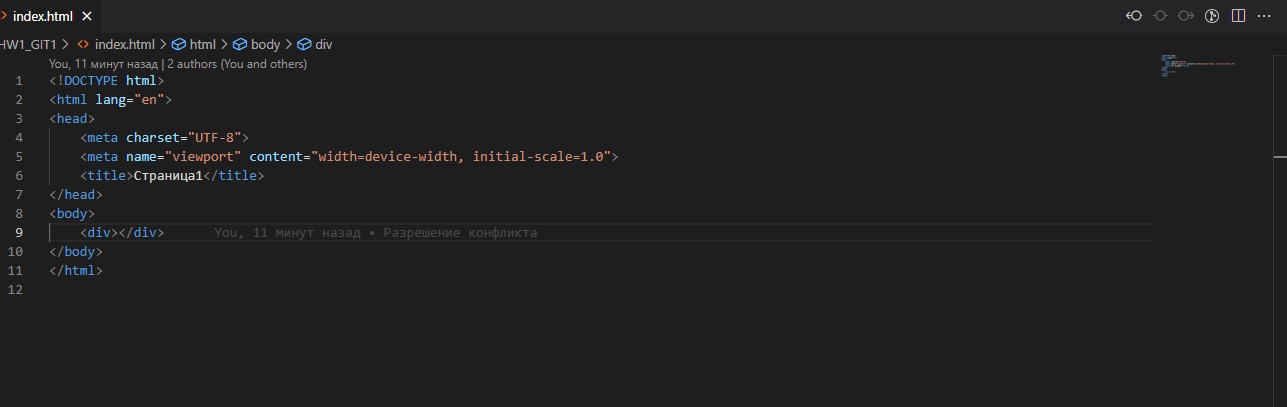 index.html
HW1_GIT1 > index.html > html > body > div
You, 11 минут назад | 2 authors (You and others)
1 <!DOCTYPE html>
2 <html lang="en">
3 <head>
4 <meta charset="UTF-8">
5 <meta name="viewport" content="width=device-width, initial-scale=1.0">
6 <title>Страница1</title>
7 </head>
8 <body>
9 <div></div> You, 11 минут назад • Разрешение конфликта
10 </body>
11 </html>
12